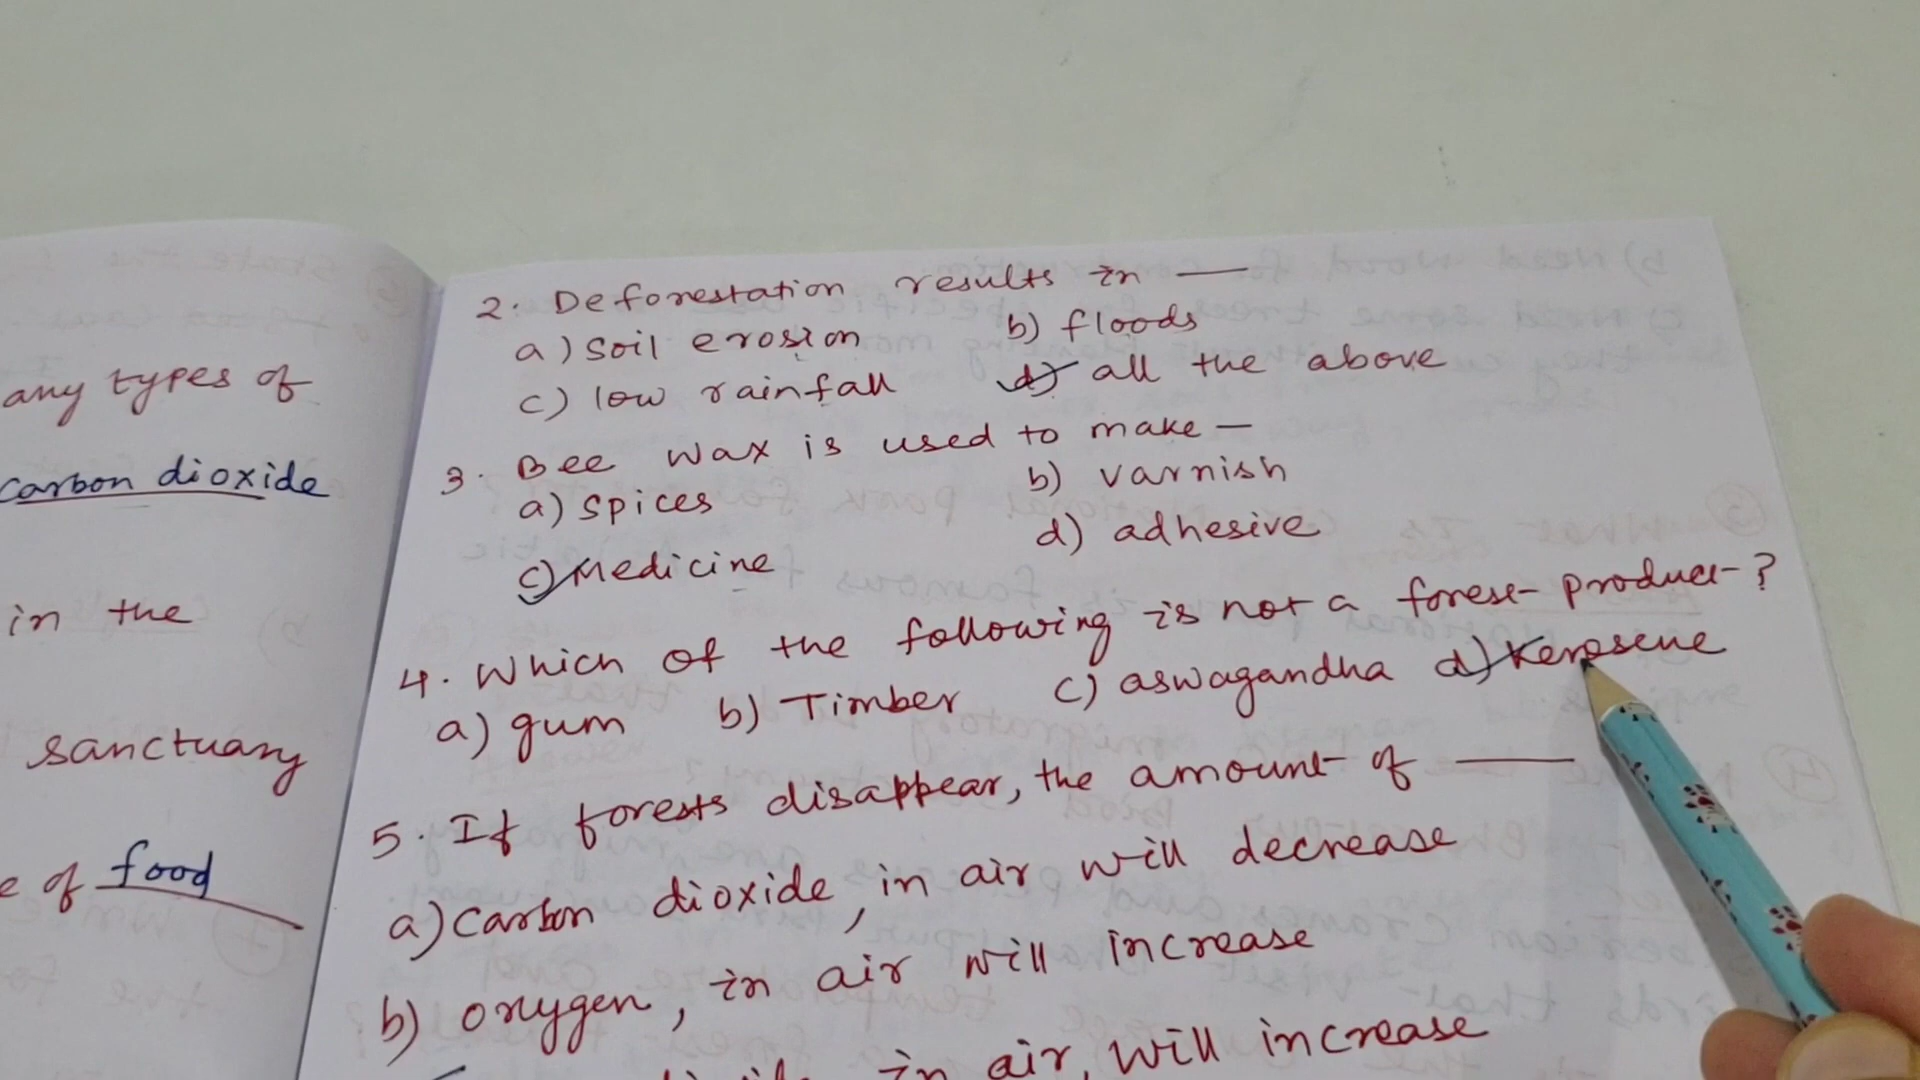 any types of
carbon dioxide
in the
sanctuary
e of food
2. Deforestation results in —
a) soil erosion b) floods
c) low rainfall d) all the above
3. Bee wax is used to make —
a) spices b) varnish
c) Medicine d) adhesive
4. Which of the following is not a forest product?
a) gum b) Timber c) aswagandha d) Kerosene
5. If forests disappear, the amount of —
a) carbon dioxide, in air will decrease
b) oxygen, in air will increase
in air, will increase